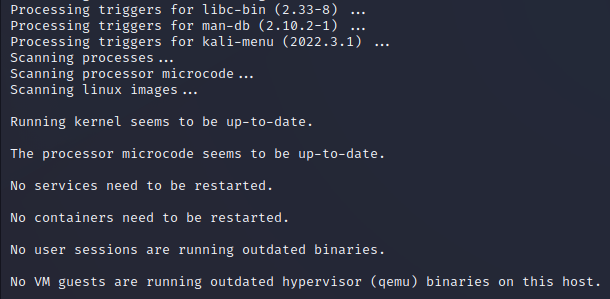 Processing triggers for libc-bin (2.33-8) ...
Processing triggers for man-db (2.10.2-1) ...
Processing triggers for kali-menu (2022.3.1) ...
Scanning processes...
Scanning processor microcode...
Scanning linux images...
Running kernel seems to be up-to-date.
The processor microcode seems to be up-to-date.
No services need to be restarted.
No containers need to be restarted.
No user sessions are running outdated binaries.
No VM guests are running outdated hypervisor (qemu) binaries on this host.